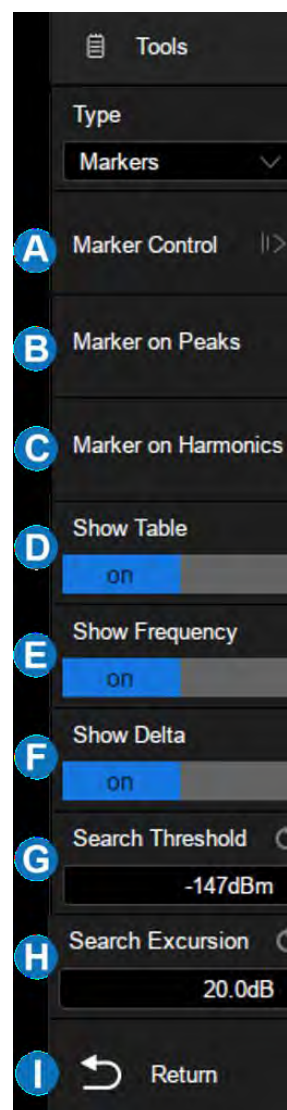 Tools
Type
Markers
A Marker Control
B Marker on Peaks
C Marker on Harmonics
Show Table
D on
Show Frequency
E on
Show Delta
F on
Search Threshold
G -147dBm
Search Excursion
H 20.0dB
I Return